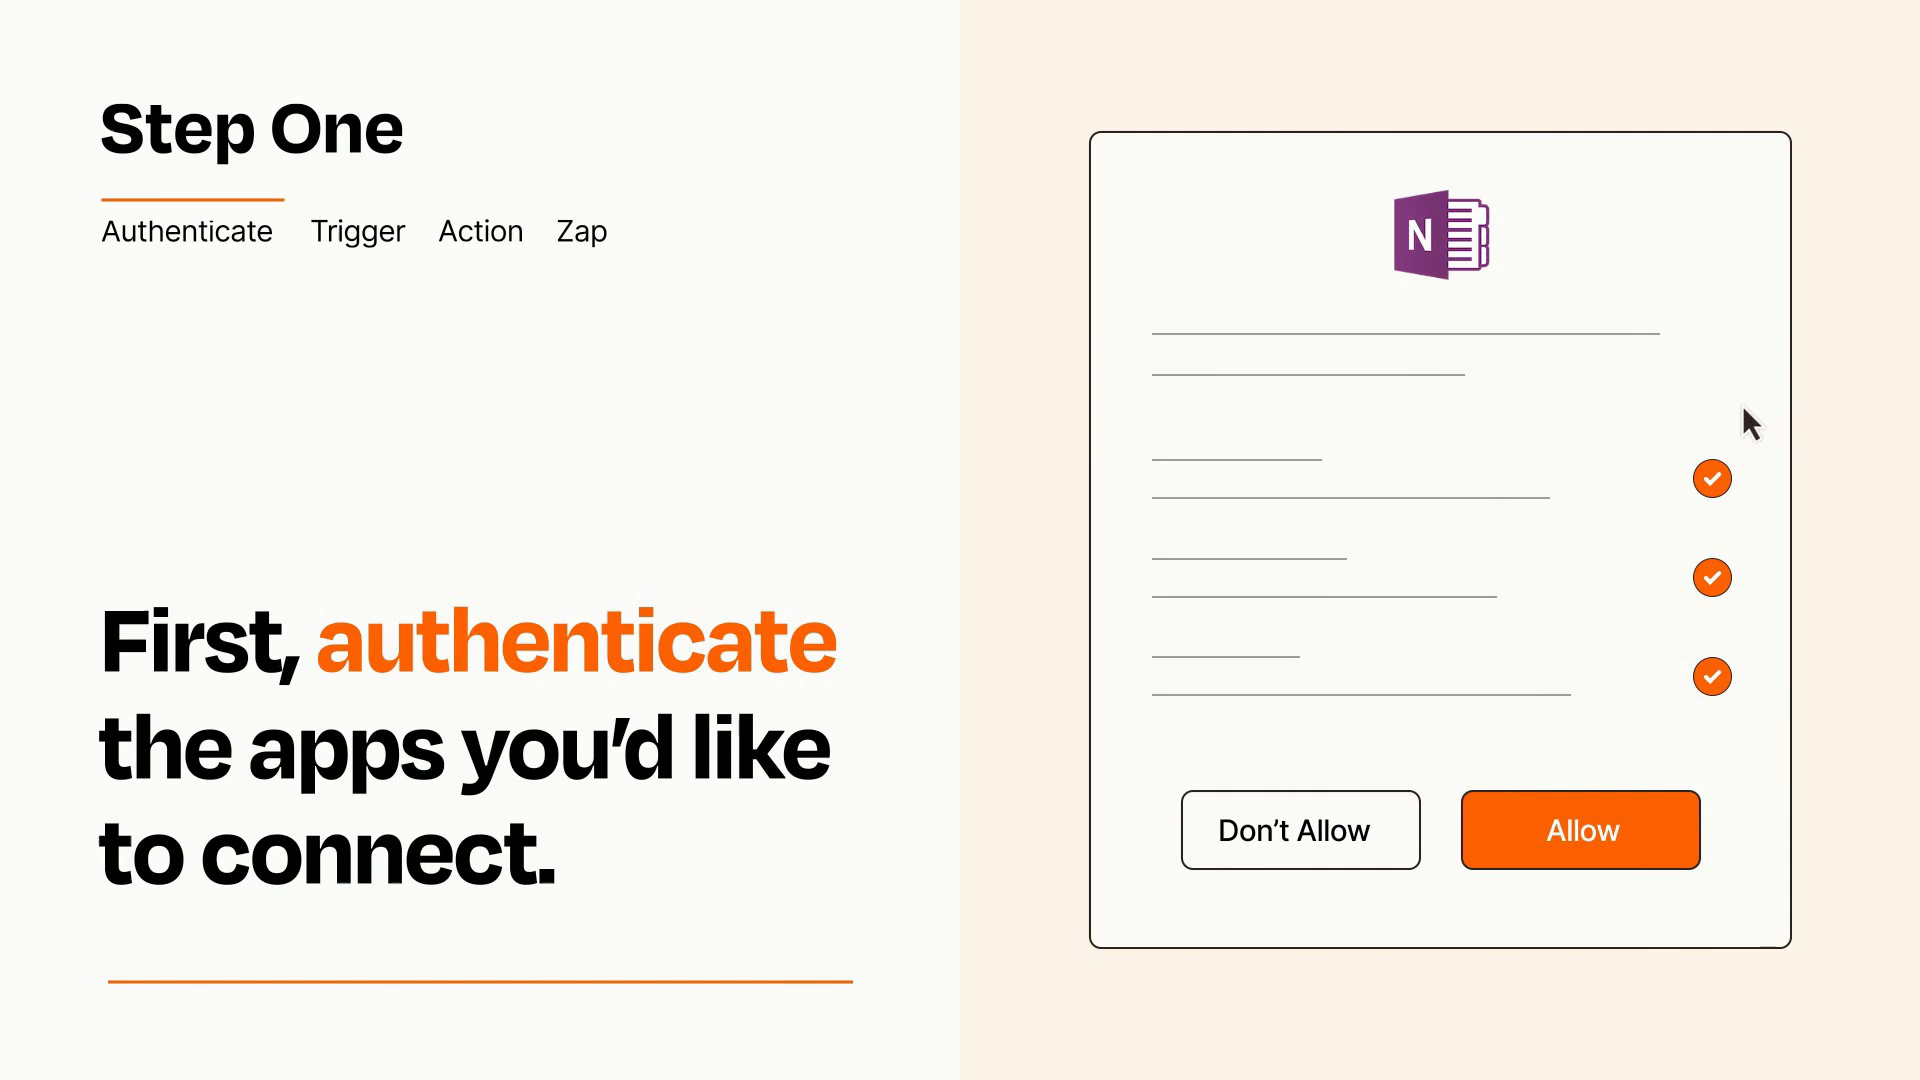 Step One
Authenticate Trigger Action Zap
First, authenticate
the apps you’d like
to connect.
N
Don’t Allow Allow